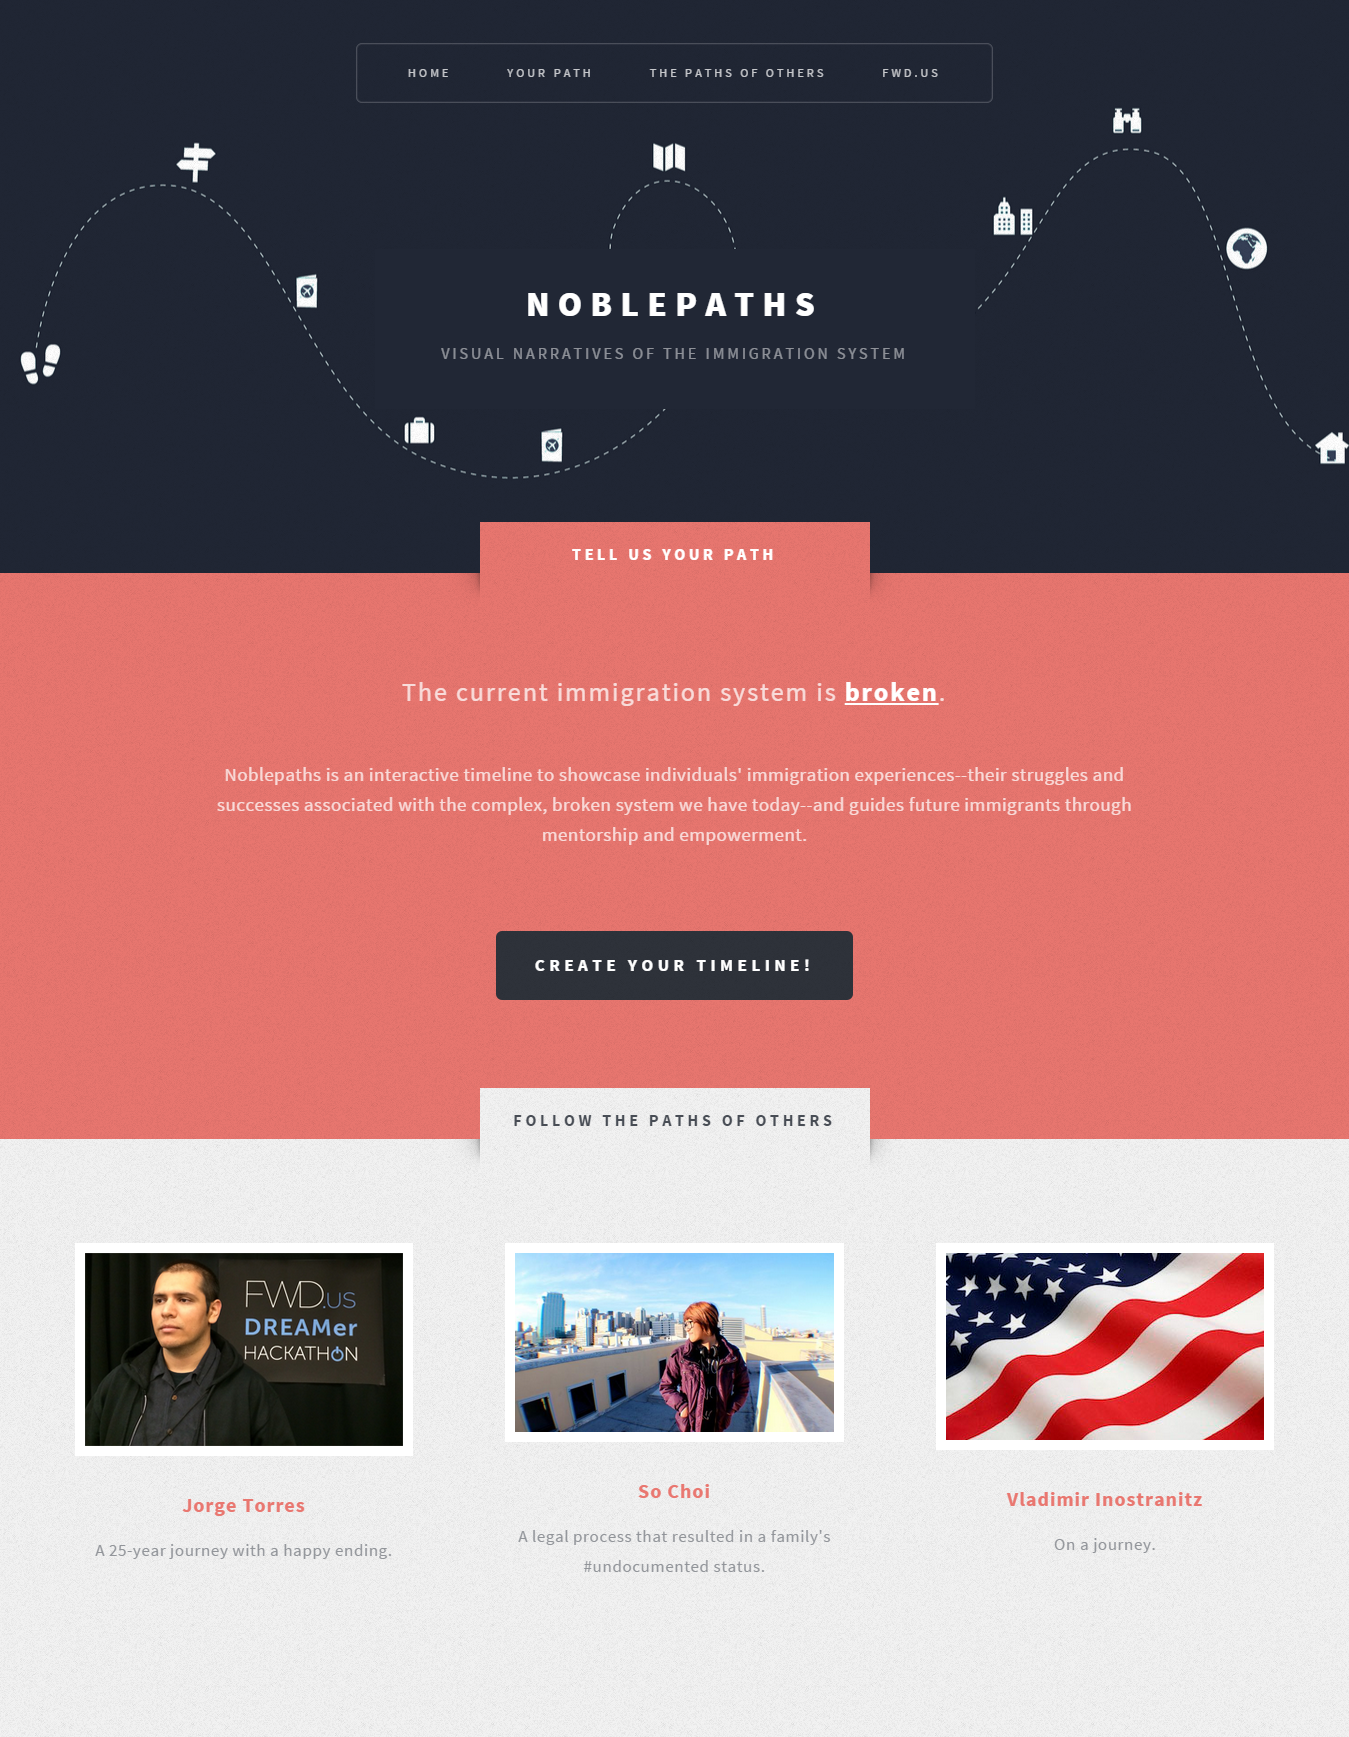 HOME
YOUR PATH
THE PATHS OF OTHERS
FWD.US
NOBLEPATHS
VISUAL NARRATIVES OF THE IMMIGRATION SYSTEM
TELL US YOUR PATH
The current immigration system is broken.
Noblepaths is an interactive timeline to showcase individuals' immigration experiences--their struggles and
successes associated with the complex, broken system we have today--and guides future immigrants through
mentorship and empowerment.
CREATE YOUR TIMELINE!
FOLLOW THE PATHS OF OTHERS
FWD.US
DREAMer
HACKATHON
Jorge Torres
A 25-year journey with a happy ending.
So Choi
A legal process that resulted in a family's
#undocumented status.
Vladimir Inostranitz
On a journey.